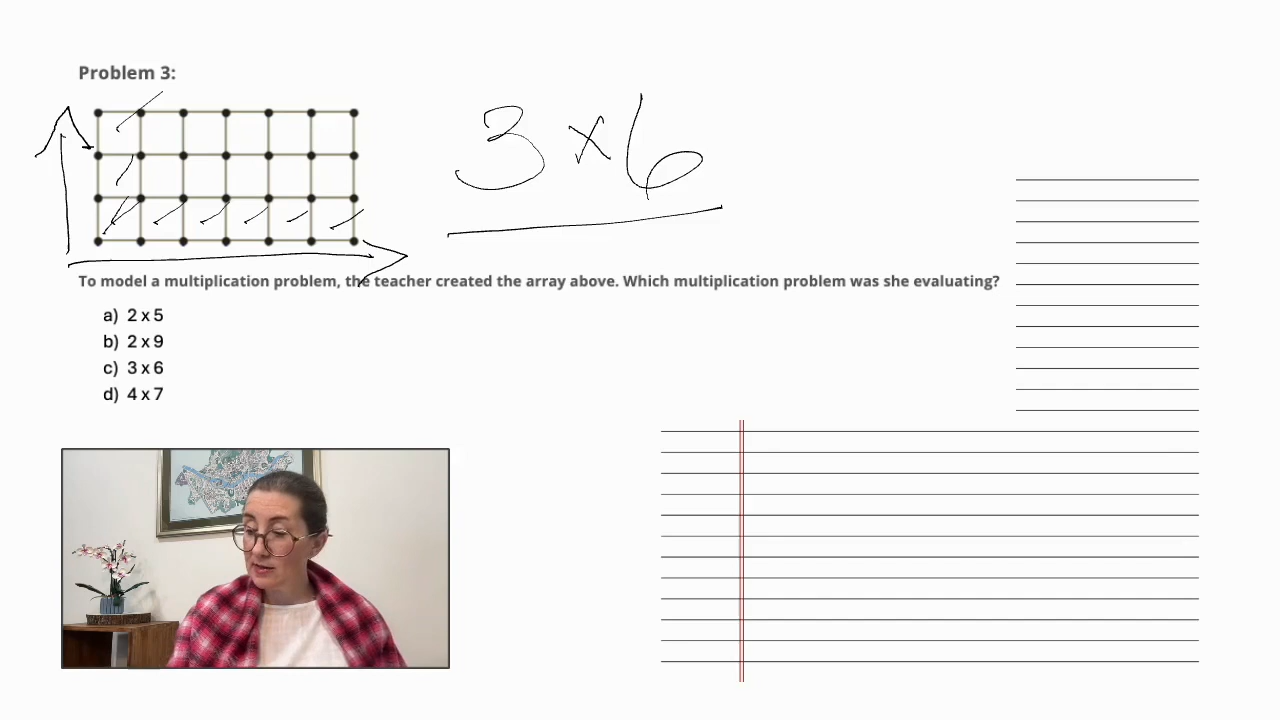 Problem 3:
3 x 6
To model a multiplication problem, the teacher created the array above. Which multiplication problem was she evaluating?
a) 2 x 5
b) 2 x 9
c) 3 x 6
d) 4 x 7